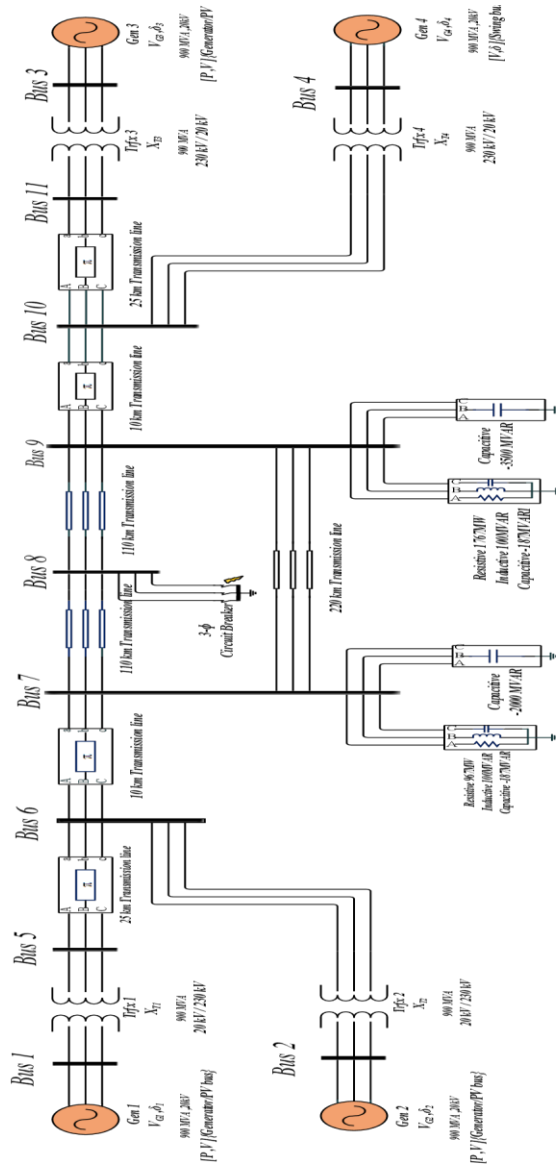 Bus 1
Gen 1
V_G1,δ_1
900 MVA, 20kV
[P,V] [Generator/PV bus}
Trfx 1
X_T1
900 MVA
20 kV / 230 kV
Bus 5
A
B
C
a
b
c
π
25 km Transmission line
Bus 6
A
B
C
a
b
c
π
10 km Transmission line
Bus 7
110 km Transmission line
Bus 8
3-ϕ
Circuit Breaker
110 km Transmission line
Bus 9
A
B
C
a
b
c
π
10 km Transmission line
Bus 10
A
B
C
a
b
c
π
25 km Transmission line
Bus 11
Trfx 3
X_T3
900 MVA
230 kV / 20 kV
Bus 3
Gen 3
V_G3,δ_3
900 MVA, 20kV
[P,V] [Generator/PV
Bus 2
Gen 2
V_G2,δ_2
900 MVA, 20kV
[P,V] [Generator/PV bus}
Trfx 2
X_T2
900 MVA
20 kV / 230 kV
220 km Transmission line
A
B
C
Resistive 967MW
Inductive 100MVAR
Capacitive -187MVAR
A
B
C
Capacitive
-2000 MVAR
A
B
C
Resistive 1767MW
Inductive 100MVAR
Capacitive -187MVAR1
A
B
C
Capacitive
-3500 MVAR
Trfx 4
X_T4
900 MVA
230 kV / 20 kV
Bus 4
Gen 4
V_G4,δ_4
900 MVA, 20kV
[V,δ] [Swing bu.